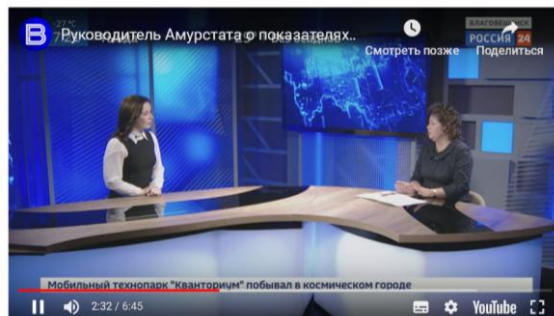 Руководитель Амурстата о показателях..
Смотреть позже
Поделиться
-27 °C
БЛАГОВЕЩЕНСК
РОССИЯ 24
Мобильный технопарк "Кванториум" побывал в космическом городе
2:32 / 6:45
YouTube